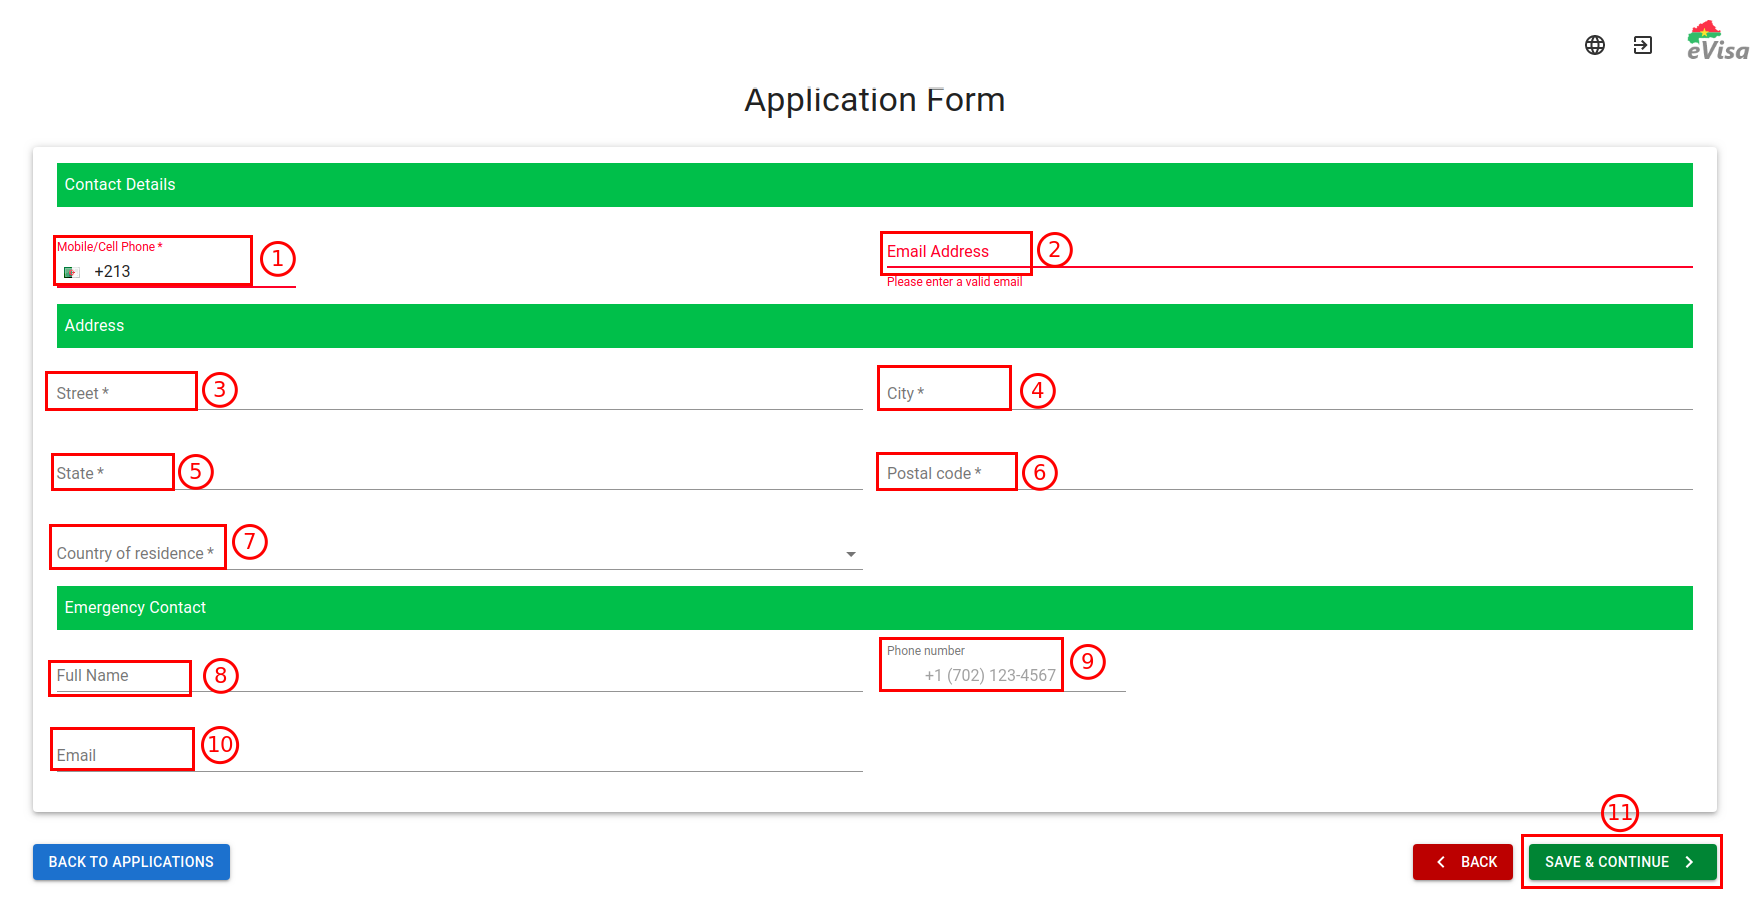 eVisa
Application Form
Contact Details
Mobile/Cell Phone *
+213
1
Email Address
2
Please enter a valid email
Address
Street *
3
City *
4
State *
5
Postal code *
6
Country of residence *
7
Emergency Contact
Full Name
8
Phone number
+1 (702) 123-4567
9
Email
10
11
BACK TO APPLICATIONS
BACK
SAVE & CONTINUE